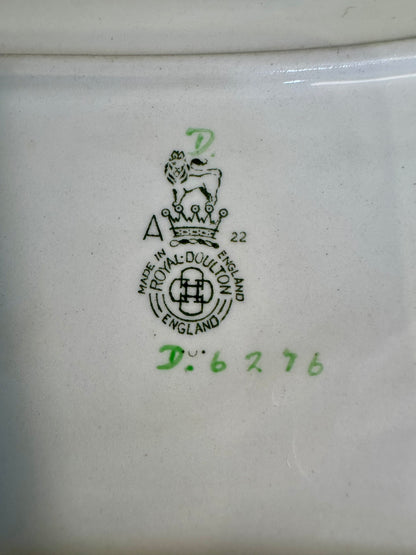 D.
A 22
MADE IN ENGLAND
ROYAL·DOULTON
ENGLAND
D.6276